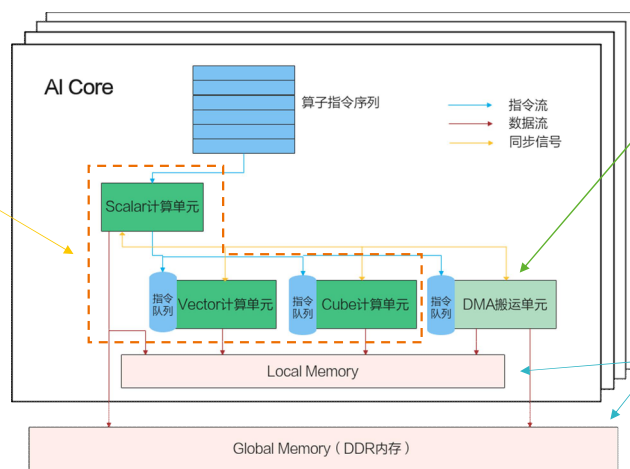 AI Core
算子指令序列
指令流
数据流
同步信号
Scalar计算单元
指令
队列
Vector计算单元
指令
队列
Cube计算单元
指令
队列
DMA搬运单元
Local Memory
Global Memory（DDR内存）